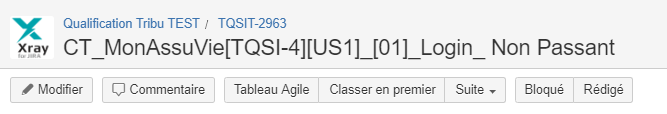 Qualification Tribu TEST / TQSIT-2963
Xray
for JIRA
CT_MonAssuVie[TQSI-4][US1]_[01]_Login_ Non Passant
Modifier Commentaire Tableau Agile Classer en premier Suite Bloqué Rédigé